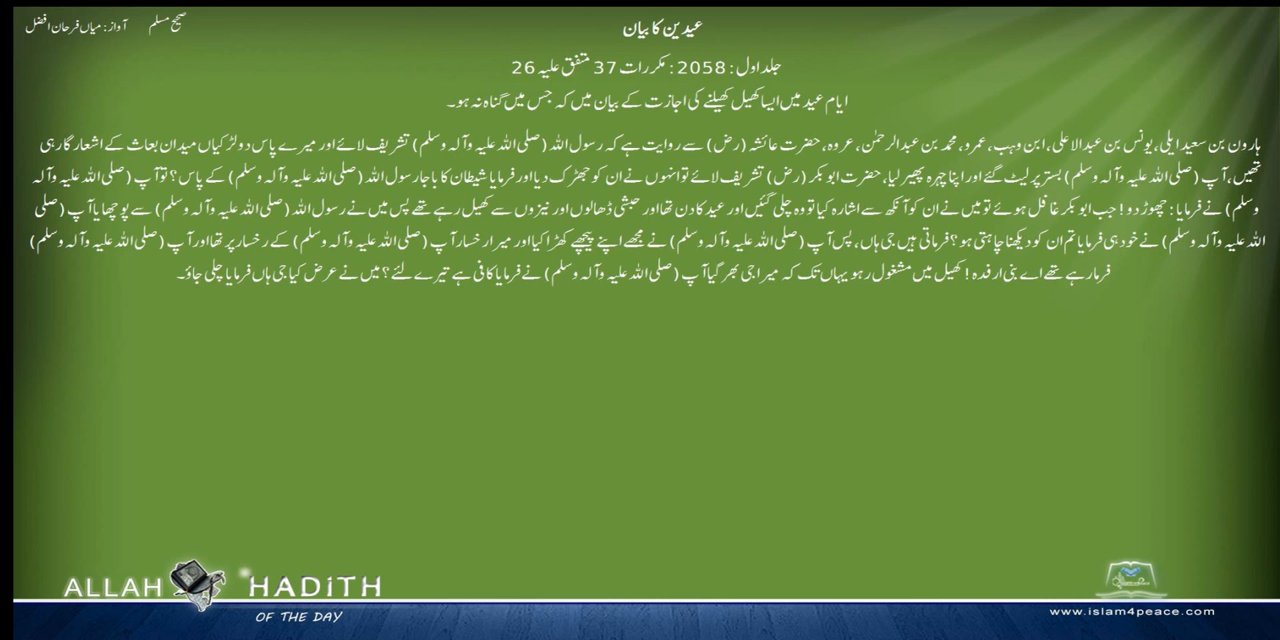 صحیح مسلم آواز: میاں فرحان افضل
عیدین کا بیان
جلد اول : 2058 : مکررات 37 متفق علیہ 26
ایام عید میں ایسا کھیل کھیلنے کی اجازت کے بیان میں کہ جس میں گناہ نہ ہو۔
ہارون بن سعید ایلی، یونس بن عبدالاعلی، ابن وہب، عمرو، محمد بن عبدالرحمٰن، عروہ، حضرت عائشہ (رض) سے روایت ہے کہ رسول اللہ (صلی اللہ علیہ وآلہ وسلم) تشریف لائے اور میرے پاس دو لڑکیاں میدان بعاث کے اشعار گا رہی
تھیں، آپ (صلی اللہ علیہ وآلہ وسلم) بستر پر لیٹ گئے اور اپنا چہرہ پھیر لیا، حضرت ابوبکر (رض) تشریف لائے تو انہوں نے ان کو جھڑک دیا اور فرمایا شیطان کا باجا رسول اللہ (صلی اللہ علیہ وآلہ وسلم) کے پاس؟ تو آپ (صلی اللہ علیہ وآلہ
وسلم) نے فرمایا : چھوڑ دو! جب ابوبکر غافل ہوئے تو میں نے ان کو آنکھ سے اشارہ کیا تو وہ چلی گئیں اور عید کا دن تھا اور حبشی ڈھالوں اور نیزوں سے کھیل رہے تھے پس میں نے رسول اللہ (صلی اللہ علیہ وآلہ وسلم) سے پوچھا یا آپ (صلی
اللہ علیہ وآلہ وسلم) نے خود ہی فرمایا تم ان کو دیکھنا چاہتی ہو؟ فرماتی ہیں جی ہاں، پس آپ (صلی اللہ علیہ وآلہ وسلم) نے مجھے اپنے پیچھے کھڑا کیا اور میرا رخسار آپ (صلی اللہ علیہ وآلہ وسلم) کے رخسار پر تھا اور آپ (صلی اللہ علیہ وآلہ وسلم)
فرما رہے تھے اے بنی ارفدہ! کھیل میں مشغول رہو یہاں تک کہ میرا جی بھر گیا آپ (صلی اللہ علیہ وآلہ وسلم) نے فرمایا کافی ہے تیرے لئے؟ میں نے عرض کیا جی ہاں فرمایا چلی جاؤ۔
ALLAH HADITH
OF THE DAY
www.islam4peace.com